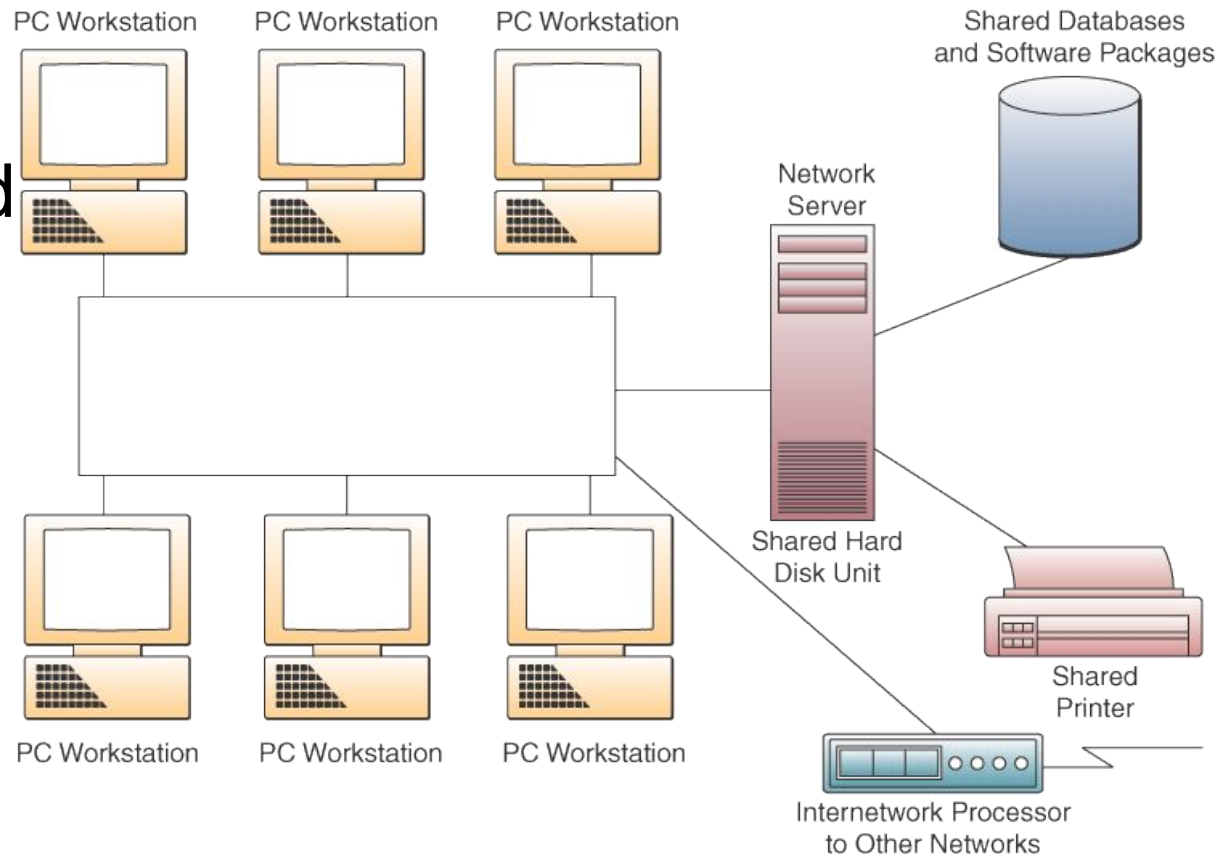 PC Workstation
PC Workstation
PC Workstation
Shared Databases
and Software Packages
d
Network
Server
Shared Hard
Disk Unit
Shared
Printer
PC Workstation
PC Workstation
PC Workstation
Internetwork Processor
to Other Networks